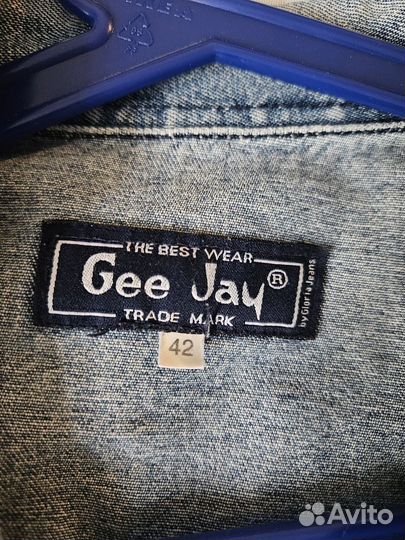 THE BEST WEAR
Gee Jay®
TRADE MARK
by Gloria Jeans
42
Avito